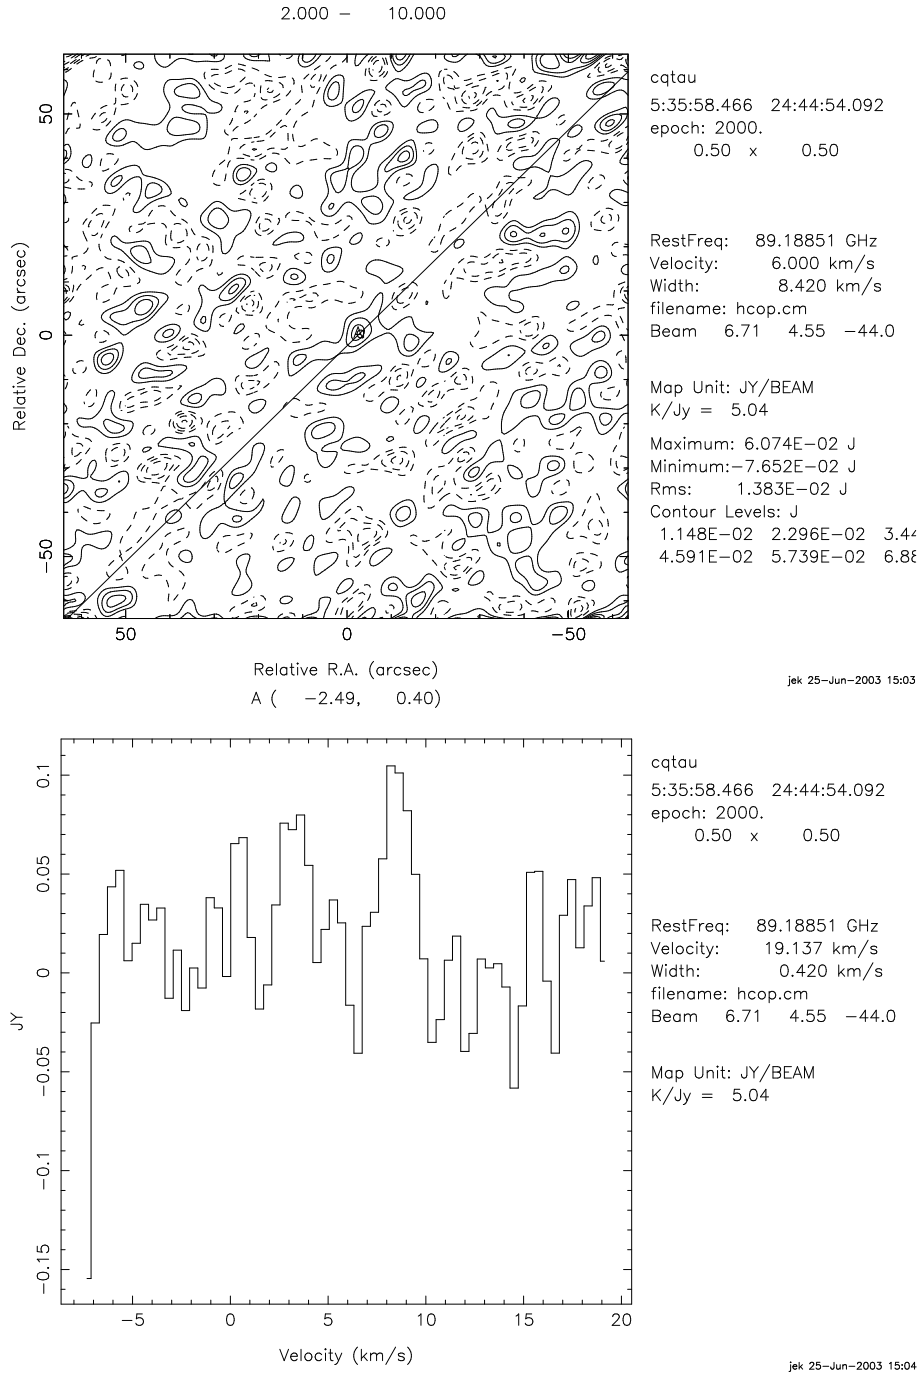 2.000 − 10.000
cqtau
5:35:58.466 24:44:54.092
epoch: 2000.
0.50 x 0.50
RestFreq: 89.18851 GHz
Velocity: 6.000 km/s
Width: 8.420 km/s
filename: hcop.cm
Beam 6.71 4.55 −44.0
Map Unit: JY/BEAM
K/Jy = 5.04
Maximum: 6.074E−02 J
Minimum:−7.652E−02 J
Rms: 1.383E−02 J
Contour Levels: J
1.148E−02 2.296E−02 3.44
4.591E−02 5.739E−02 6.88
Relative Dec. (arcsec)
50
0
−50
50 0 −50
Relative R.A. (arcsec)
A ( −2.49, 0.40)
jek 25−Jun−2003 15:03
cqtau
5:35:58.466 24:44:54.092
epoch: 2000.
0.50 x 0.50
RestFreq: 89.18851 GHz
Velocity: 19.137 km/s
Width: 0.420 km/s
filename: hcop.cm
Beam 6.71 4.55 −44.0
Map Unit: JY/BEAM
K/Jy = 5.04
JY
0.1
0.05
0
−0.05
−0.1
−0.15
−5 0 5 10 15 20
Velocity (km/s)
jek 25−Jun−2003 15:04